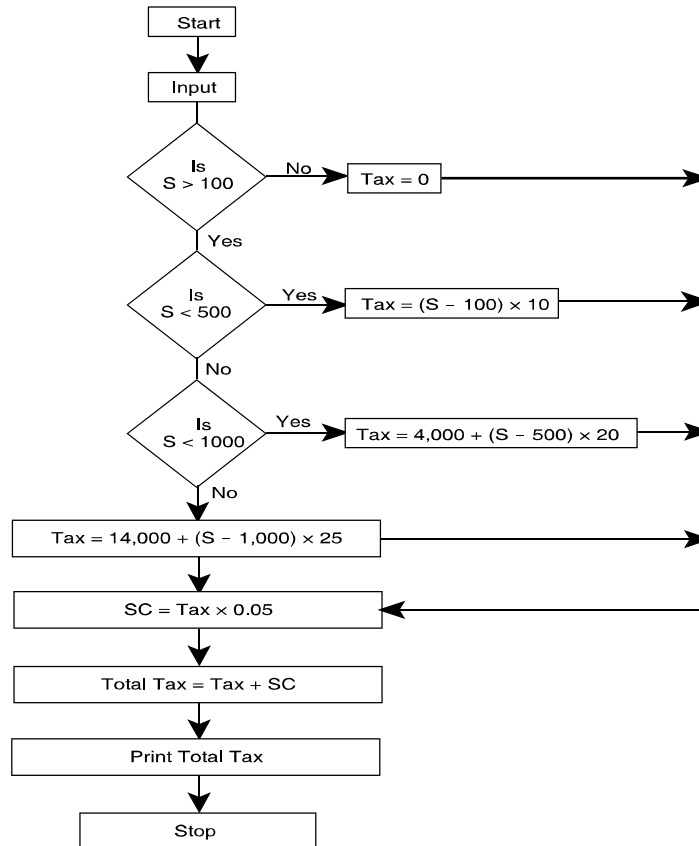 Start
Input
Is
S > 100
No
Tax = 0
Yes
Is
S < 500
Yes
Tax = (S − 100) × 10
No
Is
S < 1000
Yes
Tax = 4,000 + (S − 500) × 20
No
Tax = 14,000 + (S − 1,000) × 25
SC = Tax × 0.05
Total Tax = Tax + SC
Print Total Tax
Stop